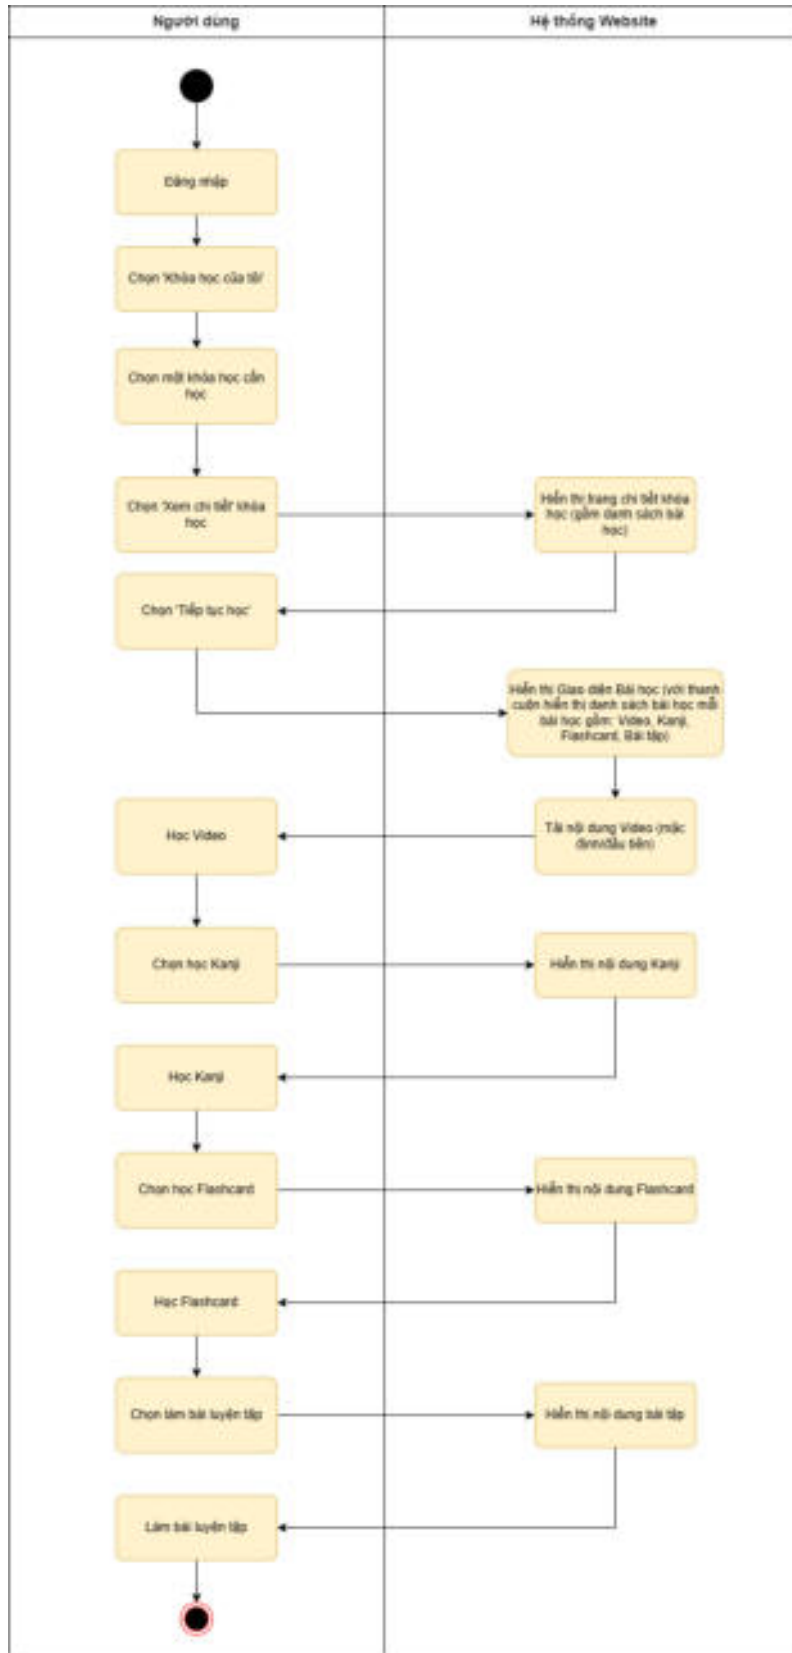 Người dùng
Hệ thống Website
Đăng nhập
Chọn 'Khóa học của tôi'
Chọn một khóa học cần
học
Chọn 'Xem chi tiết' khóa
học
Hiển thị trang chi tiết khóa
học (gồm danh sách bài
học)
Chọn 'Tiếp tục học'
Hiển thị Giao diện Bài học (với thanh
cuộn hiển thị danh sách bài học mỗi
bài học gồm: Video, Kanji,
Flashcard, Bài tập)
Tải nội dung Video (mặc
định/đầu tiên)
Học Video
Chọn học Kanji
Hiển thị nội dung Kanji
Học Kanji
Chọn học Flashcard
Hiển thị nội dung Flashcard
Học Flashcard
Chọn làm bài luyện tập
Hiển thị nội dung bài tập
Làm bài luyện tập